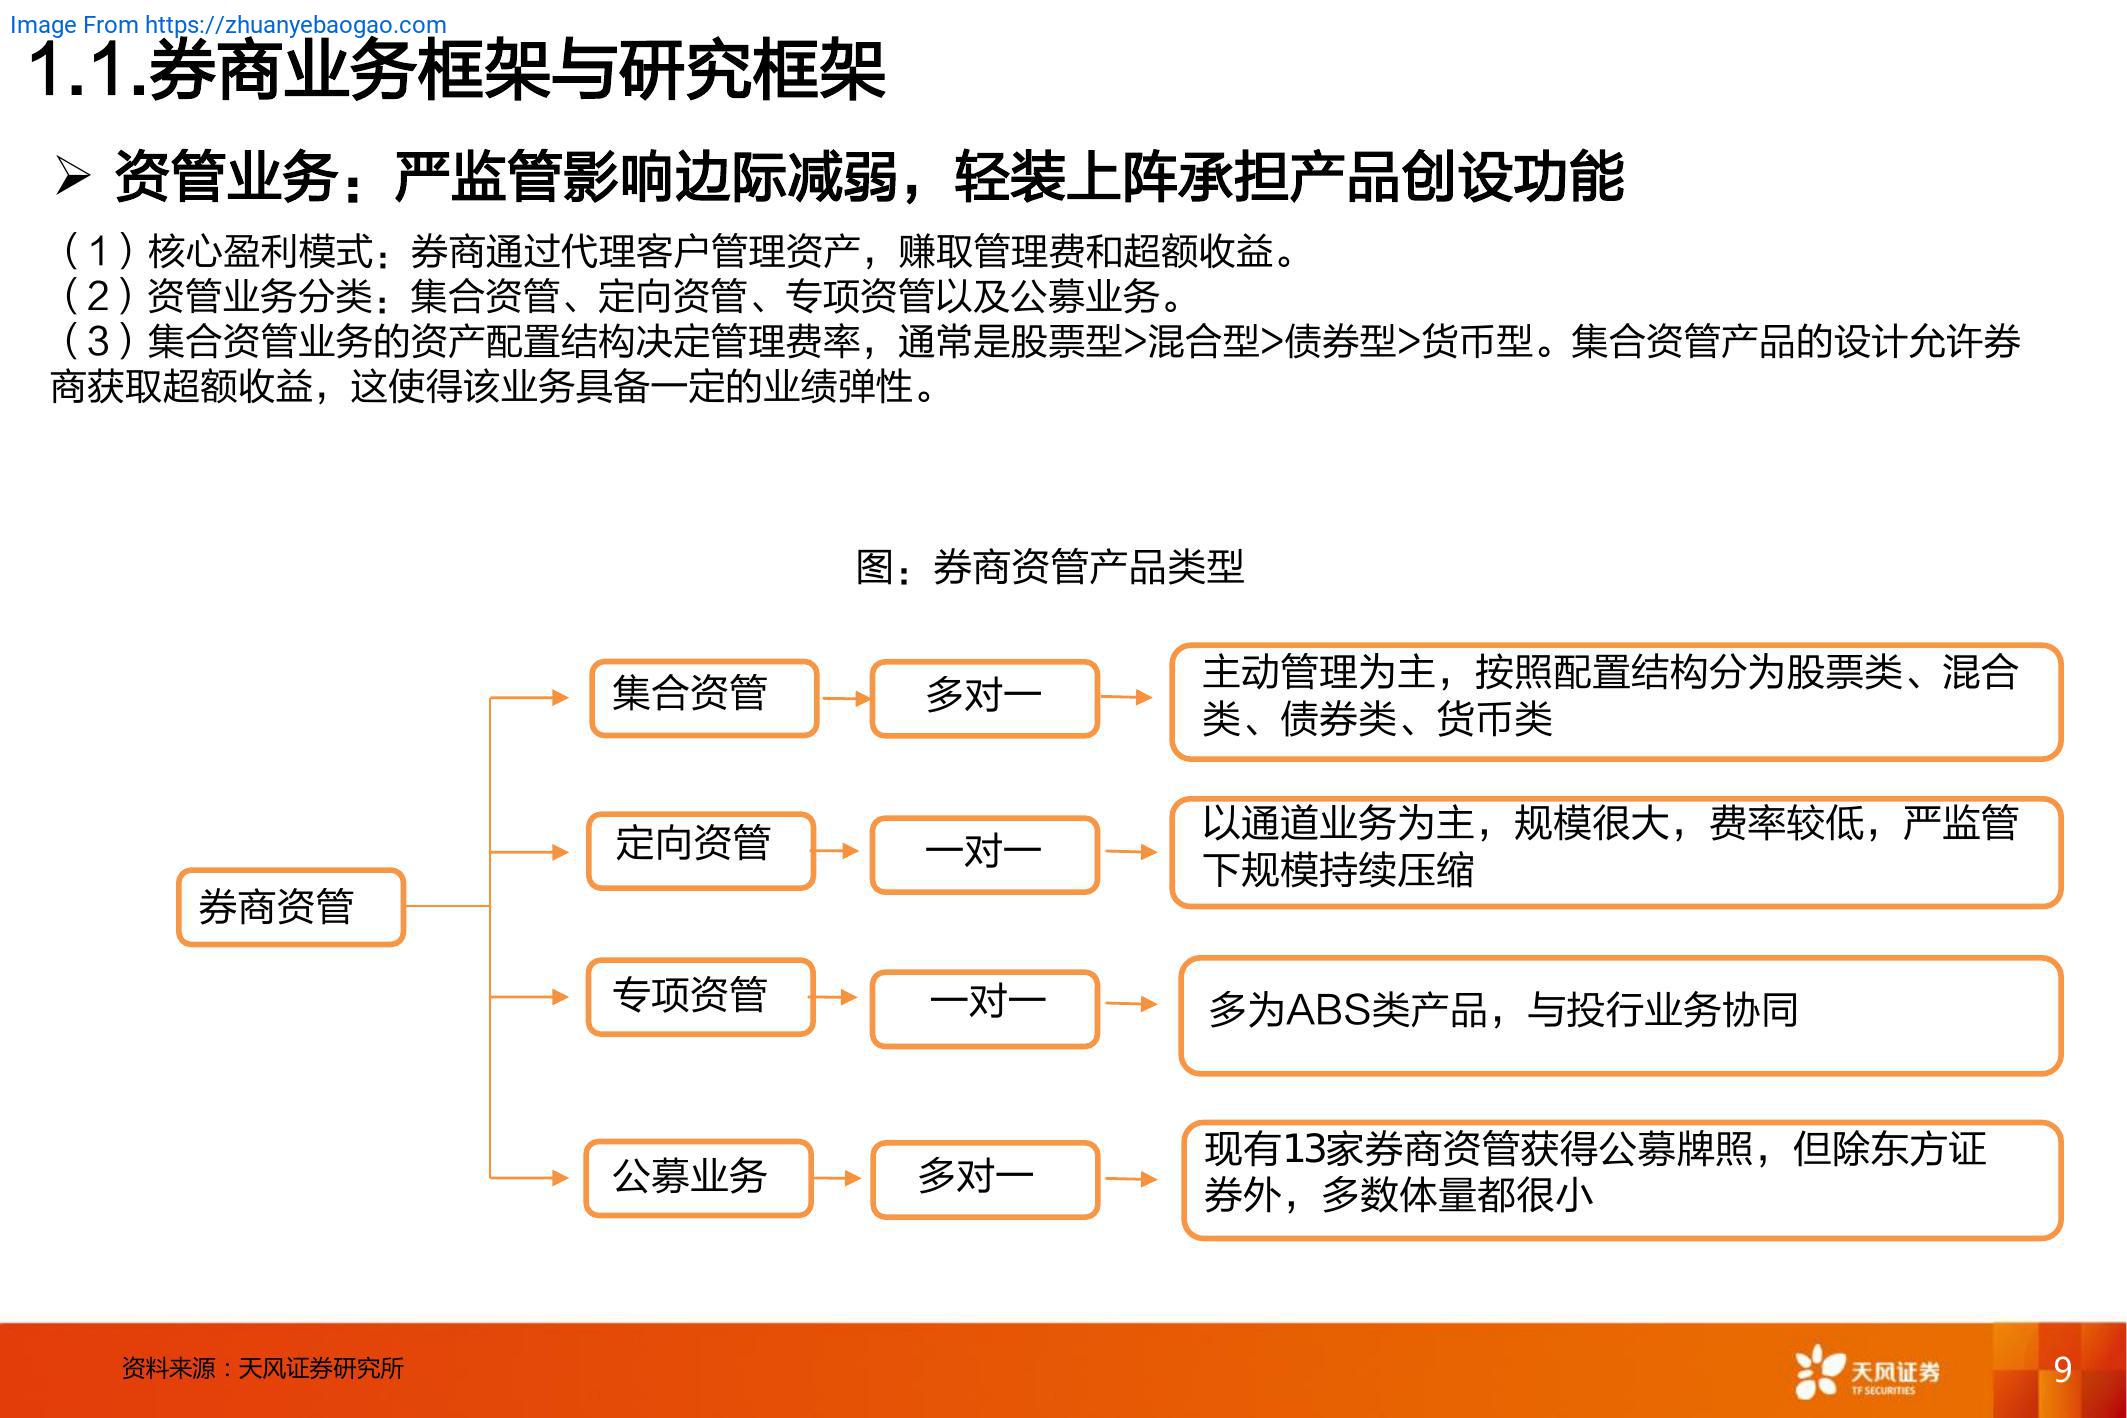 Image From https://zhuanyebaogao.com
1.1.券商业务框架与研究框架
➢ 资管业务：严监管影响边际减弱，轻装上阵承担产品创设功能
（1）核心盈利模式：券商通过代理客户管理资产，赚取管理费和超额收益。
（2）资管业务分类：集合资管、定向资管、专项资管以及公募业务。
（3）集合资管业务的资产配置结构决定管理费率，通常是股票型>混合型>债券型>货币型。集合资管产品的设计允许券
商获取超额收益，这使得该业务具备一定的业绩弹性。
图：券商资管产品类型
券商资管
集合资管
多对一
主动管理为主，按照配置结构分为股票类、混合
类、债券类、货币类
定向资管
一对一
以通道业务为主，规模很大，费率较低，严监管
下规模持续压缩
专项资管
一对一
多为ABS类产品，与投行业务协同
公募业务
多对一
现有13家券商资管获得公募牌照，但除东方证
券外，多数体量都很小
资料来源：天风证券研究所
天风证券
TF SECURITIES
9